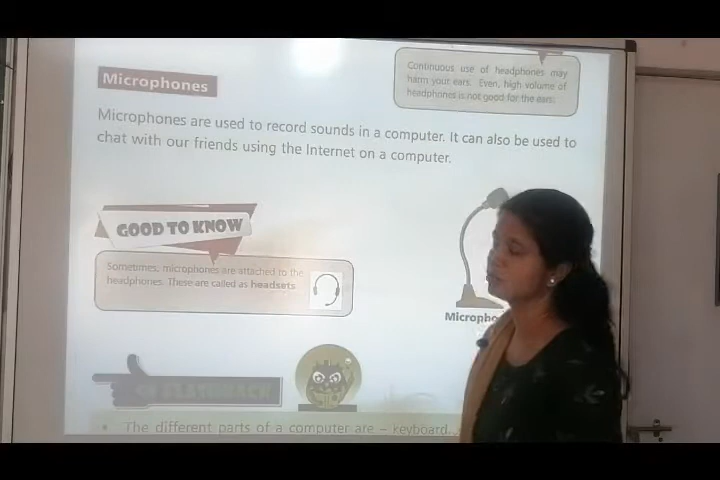 Continuous use of headphones may
harm your ears. Even, high volume of
headphones is not good for the ears.
Microphones
Microphones are used to record sounds in a computer. It can also be used to
chat with our friends using the Internet on a computer.
GOOD TO KNOW
Sometimes, microphones are attached to the
headphones. These are called as headsets
Micropho
FLASHBACK
• The different parts of a computer are – keyboard,